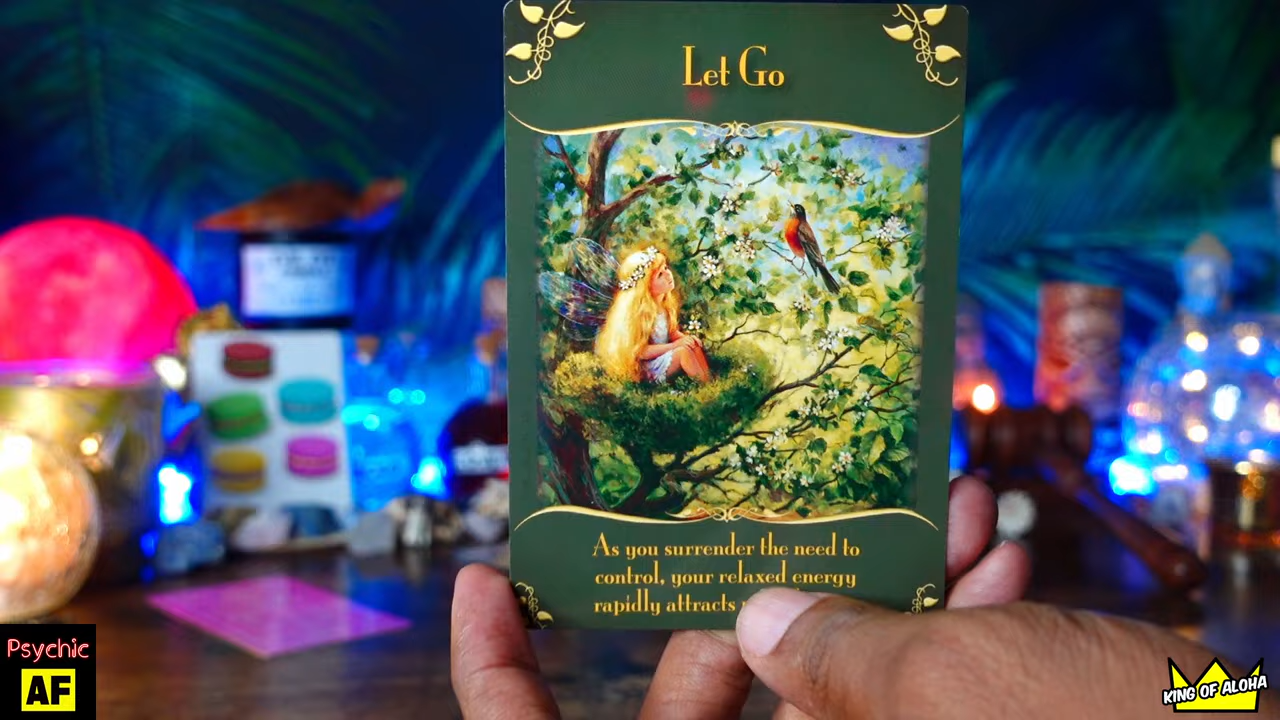 Let Go
As you surrender the need to
control, your relaxed energy
rapidly attracts
Psychic
AF
KING OF ALOHA